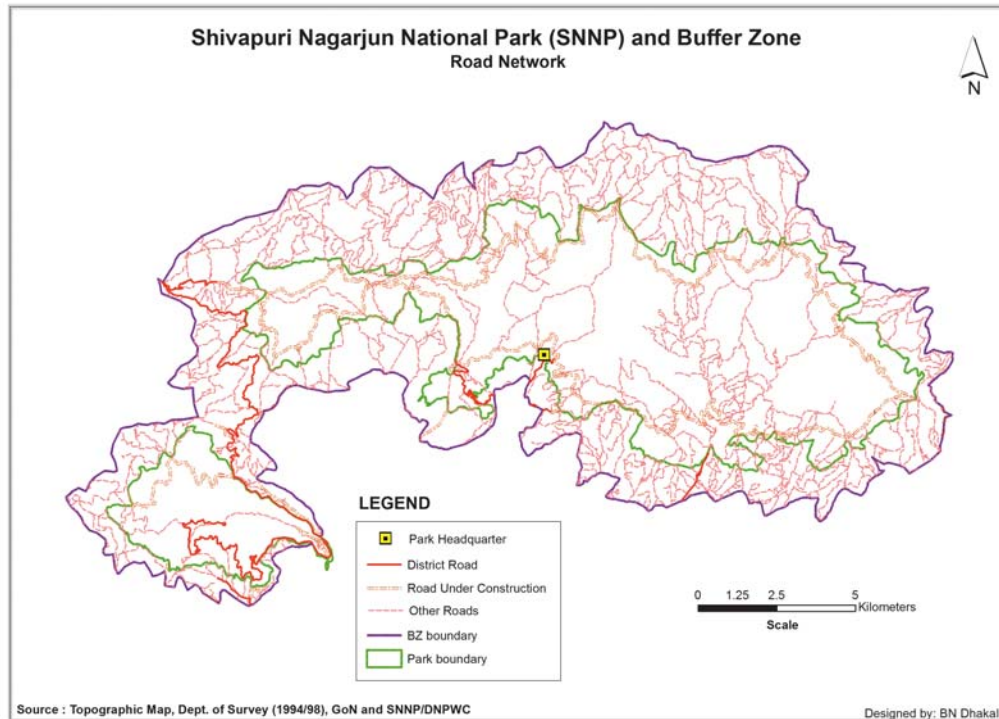 Shivapuri Nagarjun National Park (SNNP) and Buffer Zone
Road Network
N
LEGEND
Park Headquarter
District Road
Road Under Construction
Other Roads
BZ boundary
Park boundary
0 1.25 2.5 5
Kilometers
Scale
Source : Topographic Map, Dept. of Survey (1994/98), GoN and SNNP/DNPWC
Designed by: BN Dhakal